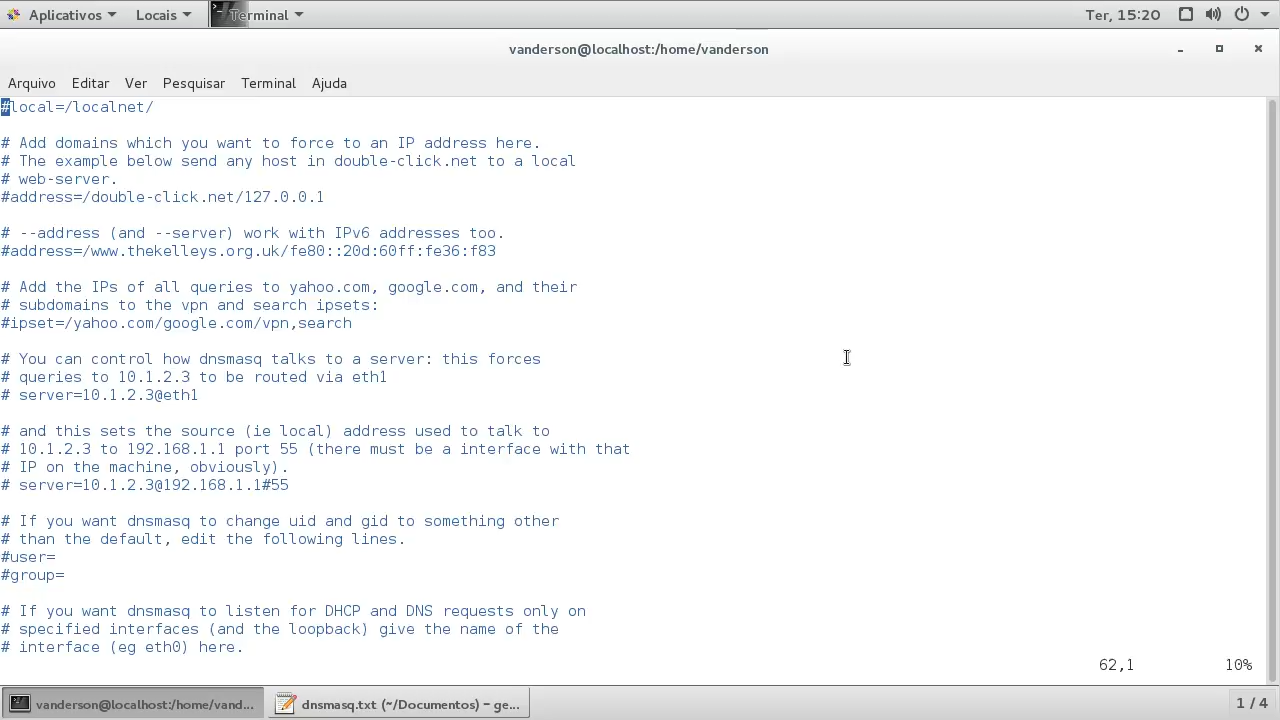 Aplicativos Locais Terminal Ter, 15:20
vanderson@localhost:/home/vanderson
Arquivo Editar Ver Pesquisar Terminal Ajuda
#local=/localnet/
# Add domains which you want to force to an IP address here.
# The example below send any host in double-click.net to a local
# web-server.
#address=/double-click.net/127.0.0.1
# --address (and --server) work with IPv6 addresses too.
#address=/www.thekelleys.org.uk/fe80::20d:60ff:fe36:f83
# Add the IPs of all queries to yahoo.com, google.com, and their
# subdomains to the vpn and search ipsets:
#ipset=/yahoo.com/google.com/vpn,search
# You can control how dnsmasq talks to a server: this forces
# queries to 10.1.2.3 to be routed via eth1
# server=10.1.2.3@eth1
# and this sets the source (ie local) address used to talk to
# 10.1.2.3 to 192.168.1.1 port 55 (there must be a interface with that
# IP on the machine, obviously).
# server=10.1.2.3@192.168.1.1#55
# If you want dnsmasq to change uid and gid to something other
# than the default, edit the following lines.
#user=
#group=
# If you want dnsmasq to listen for DHCP and DNS requests only on
# specified interfaces (and the loopback) give the name of the
# interface (eg eth0) here.
62,1 10%
vanderson@localhost:/home/vand... dnsmasq.txt (~/Documentos) – ge... 1 / 4